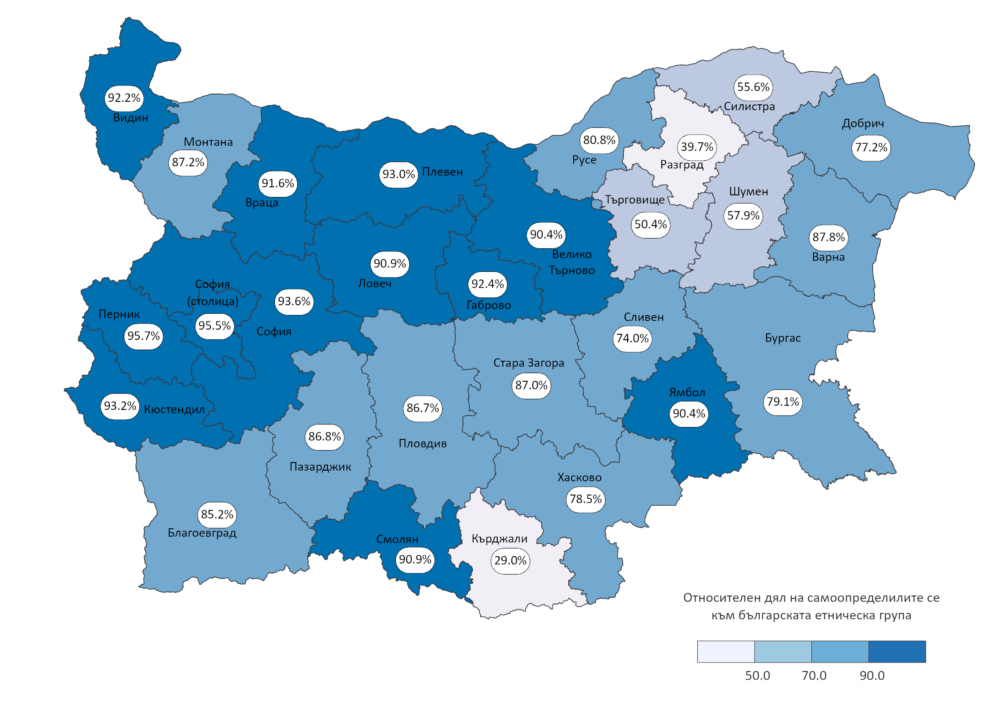 92.2%
Видин
Монтана
87.2%
91.6%
Враца
93.0%
Плевен
80.8%
Русе
55.6%
Силистра
39.7%
Разград
Добрич
77.2%
Търговище
50.4%
Шумен
57.9%
87.8%
Варна
90.4%
Велико
Търново
90.9%
Ловеч
92.4%
Габрово
София
(столица)
95.5%
93.6%
София
Перник
95.7%
93.2%
Кюстендил
Сливен
74.0%
Бургас
79.1%
Стара Загора
87.0%
Ямбол
90.4%
86.7%
Пловдив
86.8%
Пазарджик
Хасково
78.5%
85.2%
Благоевград
Смолян
90.9%
Кърджали
29.0%
Относителен дял на самоопределилите се
към българската етническа група
50.0 70.0 90.0